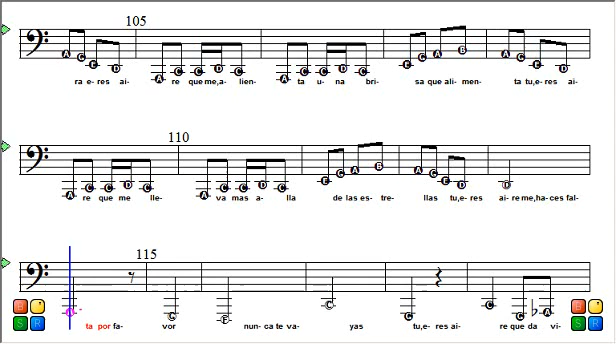 105
A G E D A C C D C A C C D C E G A B A G E D
ra e- res ai- re que me,a- lien- ta u- na bri- sa que ali- men- ta tu,e- res ai-
110
A C C D C A C C D C E G A B A G E D D
re que me lle- va mas a- lla de las es- tre- llas tu,e- res ai- re me,ha- ces fal-
115
C E C G C G A
ta por fa- vor nun- ca te va- yas tu,e- res ai- re que da vi-
B S R B S R